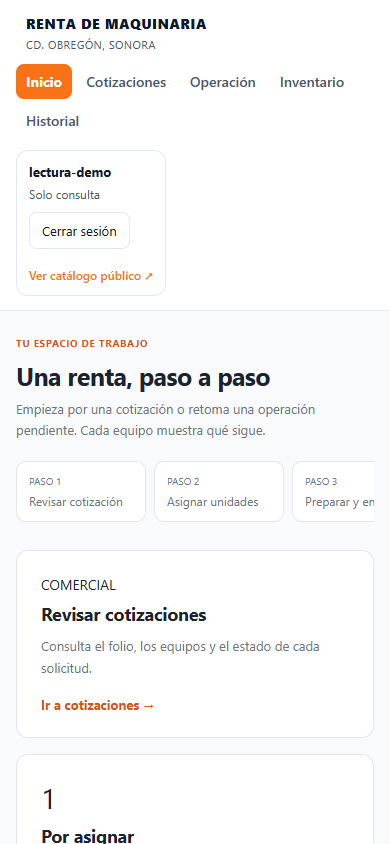 RENTA DE MAQUINARIA
CD. OBREGÓN, SONORA
Inicio Cotizaciones Operación Inventario
Historial
lectura-demo
Solo consulta
Cerrar sesión
Ver catálogo público ↗
TU ESPACIO DE TRABAJO
Una renta, paso a paso
Empieza por una cotización o retoma una operación
pendiente. Cada equipo muestra qué sigue.
PASO 1
Revisar cotización
PASO 2
Asignar unidades
PASO 3
Preparar y en
COMERCIAL
Revisar cotizaciones
Consulta el folio, los equipos y el estado de cada
solicitud.
Ir a cotizaciones →
1
Por asignar